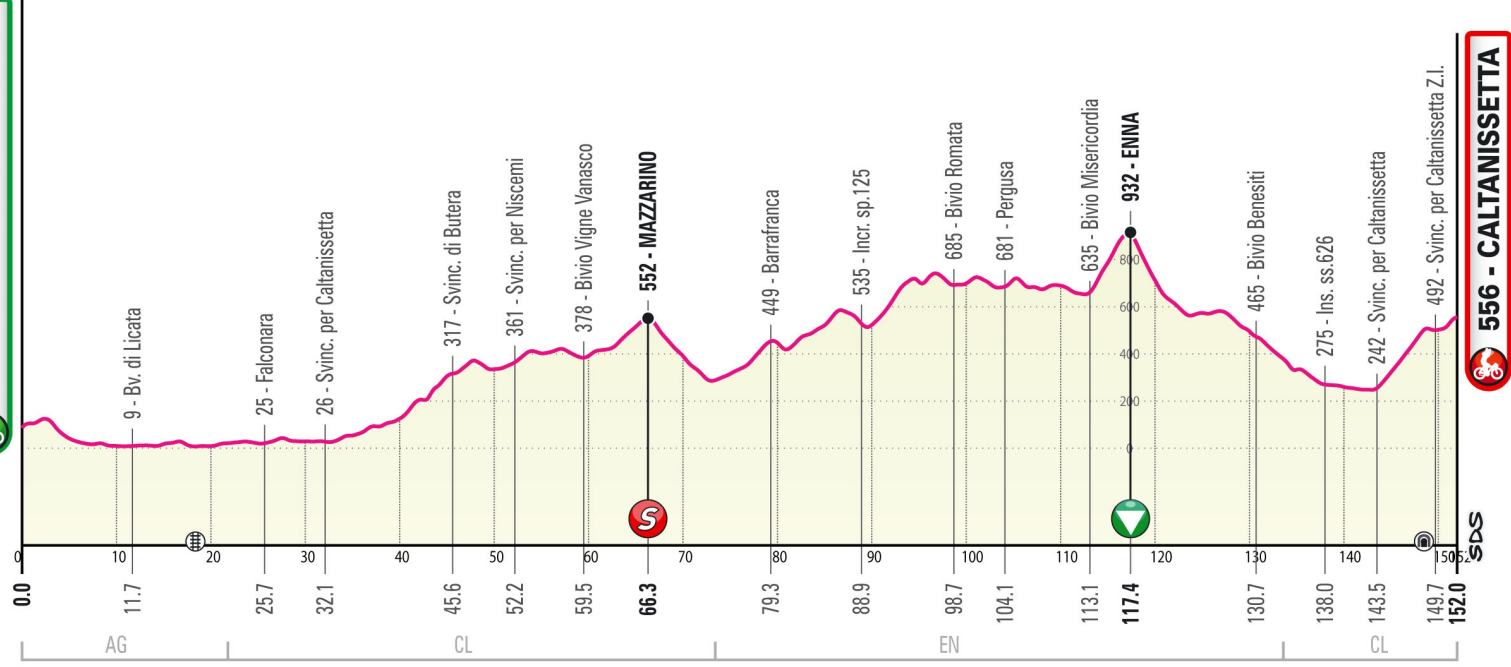 9 - Bv. di Licata
25 - Falconara
26 - Svinc. per Caltanissetta
317 - Svinc. di Butera
361 - Svinc. per Niscemi
378 - Bivio Vigne Vanasco
552 - MAZZARINO
449 - Barrafranca
535 - Incr. sp.125
685 - Bivio Romata
681 - Pergusa
635 - Bivio Misericordia
932 - ENNA
465 - Bivio Benesiti
275 - Ins. ss.626
242 - Svinc. per Caltanissetta
492 - Svinc. per Caltanissetta Z.I.
556 - CALTANISSETTA
800
600
400
200
0
S
SDS
0 10 20 30 40 50 60 70 80 90 100 110 120 130 140 150 152
0.0 11.7 25.7 32.1 45.6 52.2 59.5 66.3 79.3 88.9 98.7 104.1 113.1 117.4 130.7 138.0 143.5 149.7 152.0
AG CL EN CL